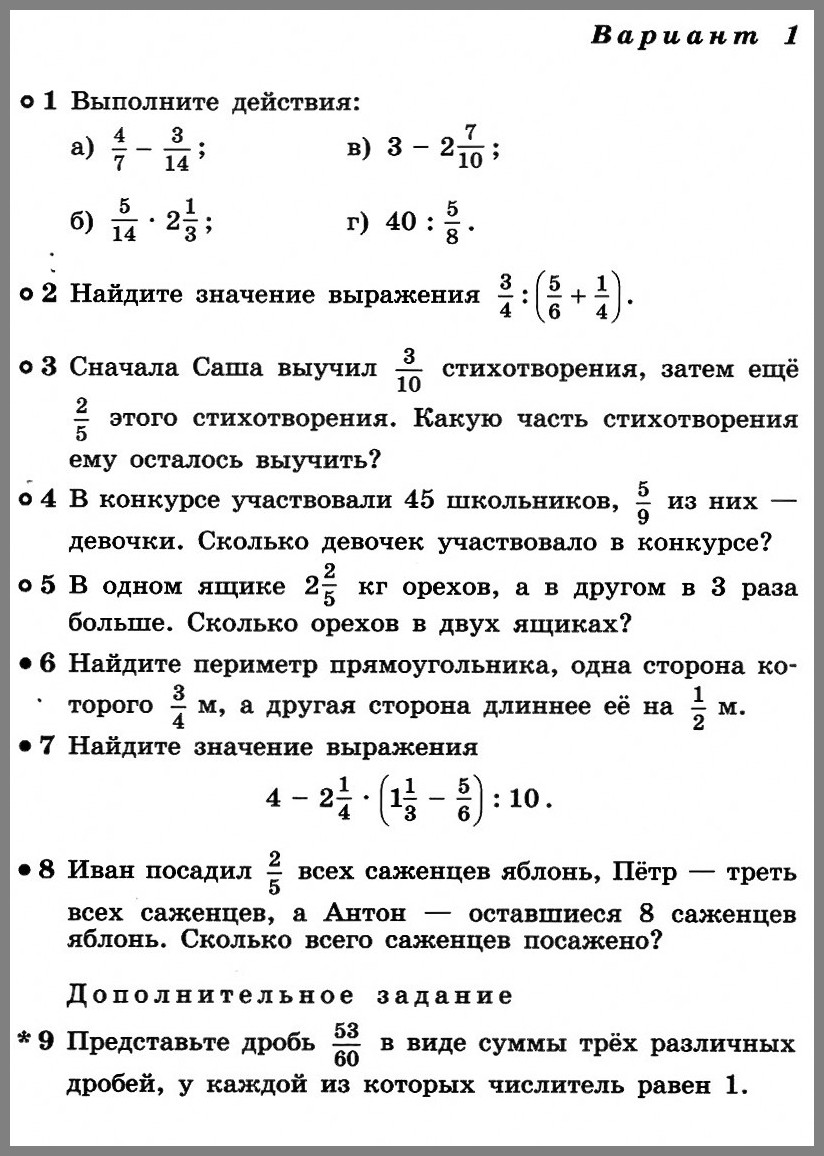 Вариант 1
1 Выполните действия:
а) 4/7 − 3/14; в) 3 − 2 7/10;
б) 5/14 · 2 1/3; г) 40 : 5/8.
2 Найдите значение выражения 3/4 : (5/6 + 1/4).
3 Сначала Саша выучил 3/10 стихотворения, затем ещё
2/5 этого стихотворения. Какую часть стихотворения
ему осталось выучить?
4 В конкурсе участвовали 45 школьников, 5/9 из них —
девочки. Сколько девочек участвовало в конкурсе?
5 В одном ящике 2 2/5 кг орехов, а в другом в 3 раза
больше. Сколько орехов в двух ящиках?
6 Найдите периметр прямоугольника, одна сторона ко-
торого 3/4 м, а другая сторона длиннее её на 1/2 м.
7 Найдите значение выражения
4 − 2 1/4 · (1 1/3 − 5/6) : 10.
8 Иван посадил 2/5 всех саженцев яблонь, Пётр — треть
всех саженцев, а Антон — оставшиеся 8 саженцев
яблонь. Сколько всего саженцев посажено?
Дополнительное задание
*9 Представьте дробь 53/60 в виде суммы трёх различных
дробей, у каждой из которых числитель равен 1.